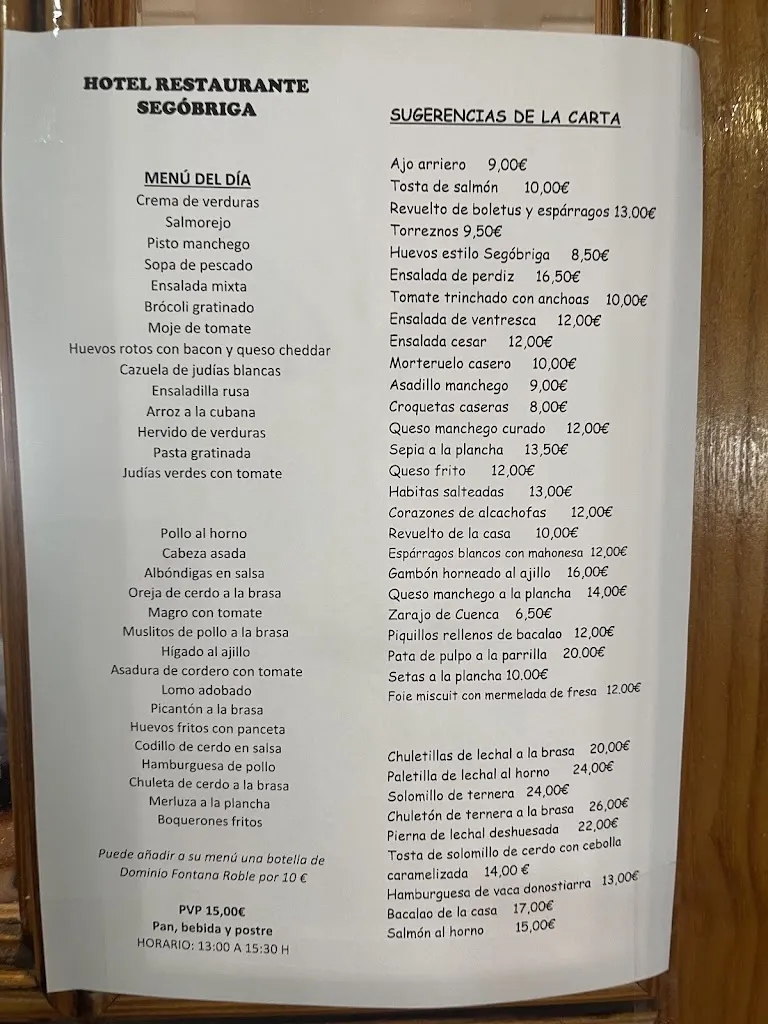 HOTEL RESTAURANTE
SEGÓBRIGA
MENÚ DEL DÍA
Crema de verduras
Salmorejo
Pisto manchego
Sopa de pescado
Ensalada mixta
Brócoli gratinado
Moje de tomate
Huevos rotos con bacon y queso cheddar
Cazuela de judías blancas
Ensaladilla rusa
Arroz a la cubana
Hervido de verduras
Pasta gratinada
Judías verdes con tomate
Pollo al horno
Cabeza asada
Albóndigas en salsa
Oreja de cerdo a la brasa
Magro con tomate
Muslitos de pollo a la brasa
Hígado al ajillo
Asadura de cordero con tomate
Lomo adobado
Picantón a la brasa
Huevos fritos con panceta
Codillo de cerdo en salsa
Hamburguesa de pollo
Chuleta de cerdo a la brasa
Merluza a la plancha
Boquerones fritos
Puede añadir a su menú una botella de
Dominio Fontana Roble por 10 €
PVP 15,00€
Pan, bebida y postre
HORARIO: 13:00 A 15:30 H
SUGERENCIAS DE LA CARTA
Ajo arriero 9,00€
Tosta de salmón 10,00€
Revuelto de boletus y espárragos 13,00€
Torreznos 9,50€
Huevos estilo Segóbriga 8,50€
Ensalada de perdiz 16,50€
Tomate trinchado con anchoas 10,00€
Ensalada de ventresca 12,00€
Ensalada cesar 12,00€
Morteruelo casero 10,00€
Asadillo manchego 9,00€
Croquetas caseras 8,00€
Queso manchego curado 12,00€
Sepia a la plancha 13,50€
Queso frito 12,00€
Habitas salteadas 13,00€
Corazones de alcachofas 12,00€
Revuelto de la casa 10,00€
Espárragos blancos con mahonesa 12,00€
Gambón horneado al ajillo 16,00€
Queso manchego a la plancha 14,00€
Zarajo de Cuenca 6,50€
Piquillos rellenos de bacalao 12,00€
Pata de pulpo a la parrilla 20.00€
Setas a la plancha 10.00€
Foie miscuit con mermelada de fresa 12.00€
Chuletillas de lechal a la brasa 20,00€
Paletilla de lechal al horno 24,00€
Solomillo de ternera 24,00€
Chuletón de ternera a la brasa 26,00€
Pierna de lechal deshuesada 22,00€
Tosta de solomillo de cerdo con cebolla
caramelizada 14,00 €
Hamburguesa de vaca donostiarra 13,00€
Bacalao de la casa 17,00€
Salmón al horno 15,00€